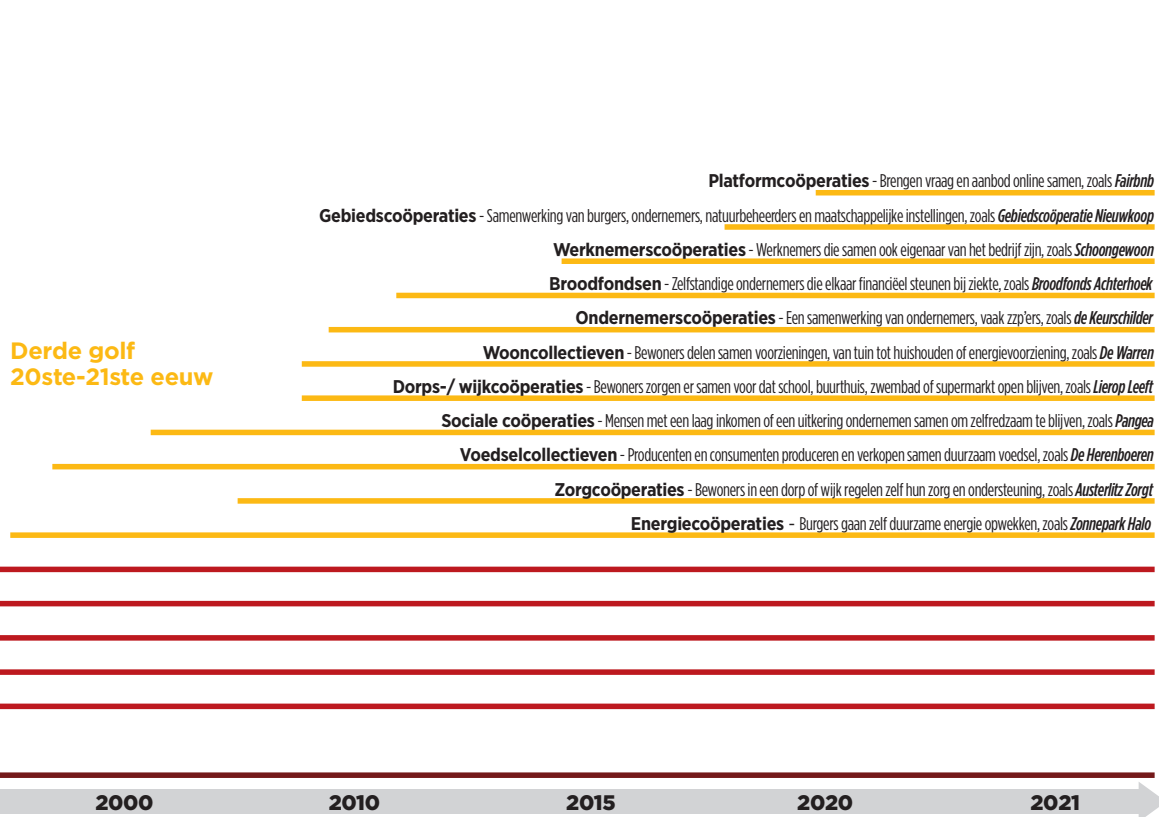 Platformcoöperaties - Brengen vraag en aanbod online samen, zoals Fairbnb
Gebiedscoöperaties - Samenwerking van burgers, ondernemers, natuurbeheerders en maatschappelijke instellingen, zoals Gebiedscoöperatie Nieuwkoop
Werknemerscoöperaties - Werknemers die samen ook eigenaar van het bedrijf zijn, zoals Schoongewoon
Broodfondsen - Zelfstandige ondernemers die elkaar financiëel steunen bij ziekte, zoals Broodfonds Achterhoek
Ondernemerscoöperaties - Een samenwerking van ondernemers, vaak zzp'ers, zoals de Keurschilder
Derde golf
20ste-21ste eeuw
Wooncollectieven - Bewoners delen samen voorzieningen, van tuin tot huishouden of energievoorziening, zoals De Warren
Dorps-/ wijkcoöperaties - Bewoners zorgen er samen voor dat school, buurthuis, zwembad of supermarkt open blijven, zoals Lierop Leeft
Sociale coöperaties - Mensen met een laag inkomen of een uitkering ondernemen samen om zelfredzaam te blijven, zoals Pangea
Voedselcollectieven - Producenten en consumenten produceren en verkopen samen duurzaam voedsel, zoals De Herenboeren
Zorgcoöperaties - Bewoners in een dorp of wijk regelen zelf hun zorg en ondersteuning, zoals Austerlitz Zorgt
Energiecoöperaties - Burgers gaan zelf duurzame energie opwekken, zoals Zonnepark Halo
2000 2010 2015 2020 2021